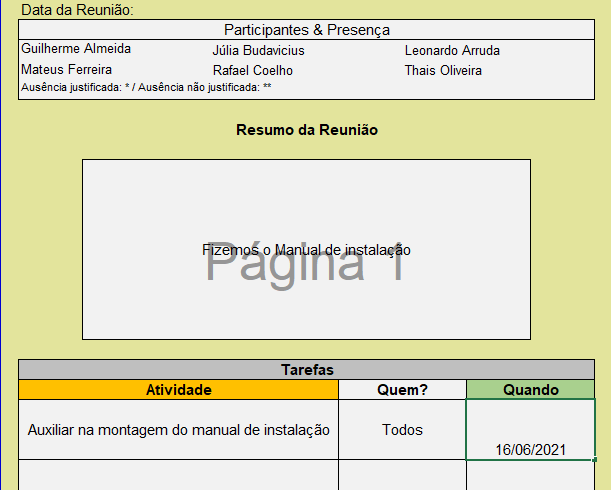 Data da Reunião:
Participantes & Presença
Guilherme Almeida Júlia Budavicius Leonardo Arruda
Mateus Ferreira Rafael Coelho Thais Oliveira
Ausência justificada: * / Ausência não justificada: **
Resumo da Reunião
Fizemos o Manual de instalação
Página 1
Tarefas
Atividade Quem? Quando
Auxiliar na montagem do manual de instalação Todos 16/06/2021